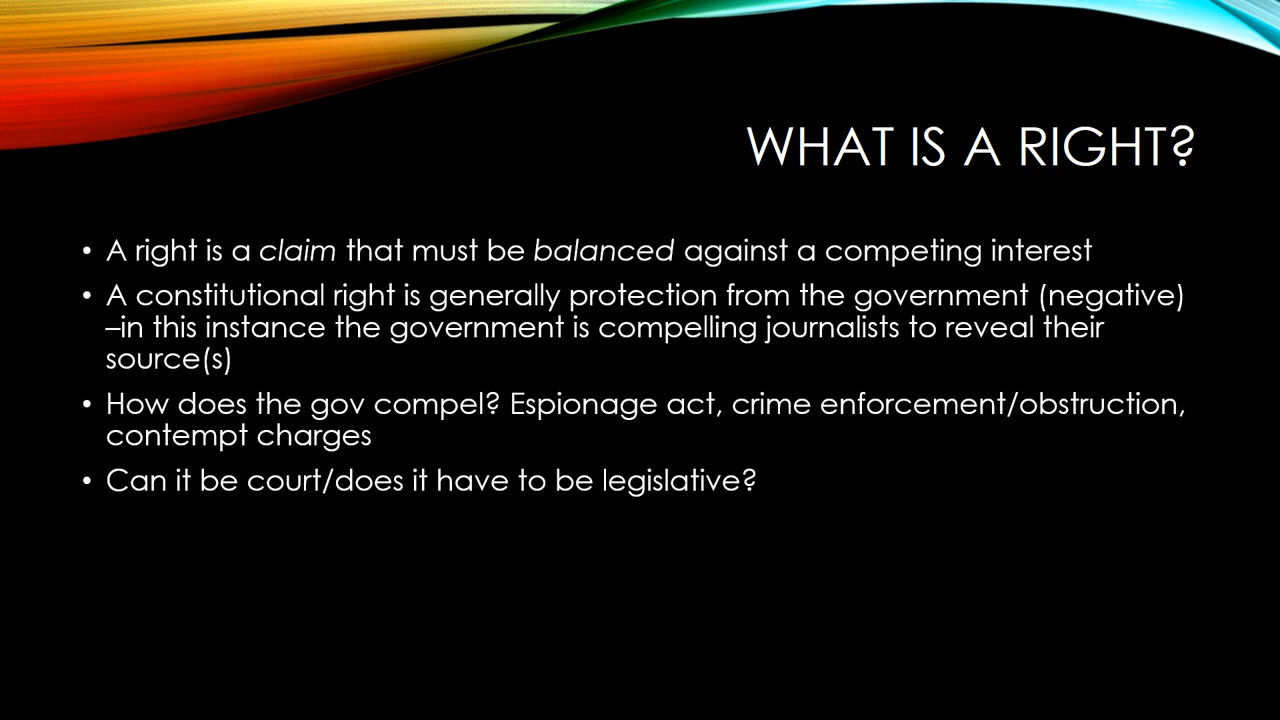 WHAT IS A RIGHT?
• A right is a claim that must be balanced against a competing interest
• A constitutional right is generally protection from the government (negative)
–in this instance the government is compelling journalists to reveal their
source(s)
• How does the gov compel? Espionage act, crime enforcement/obstruction,
contempt charges
• Can it be court/does it have to be legislative?